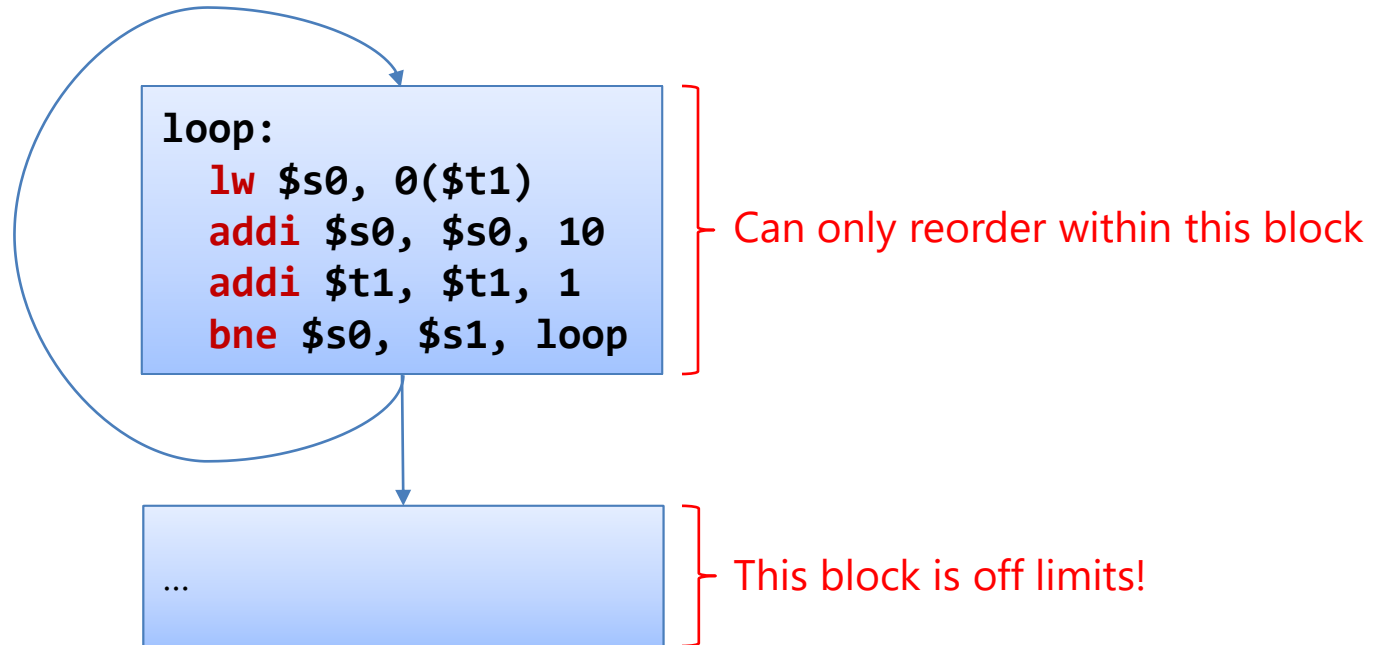 loop:
lw $s0, 0($t1)
addi $s0, $s0, 10
addi $t1, $t1, 1
bne $s0, $s1, loop
Can only reorder within this block
…
This block is off limits!